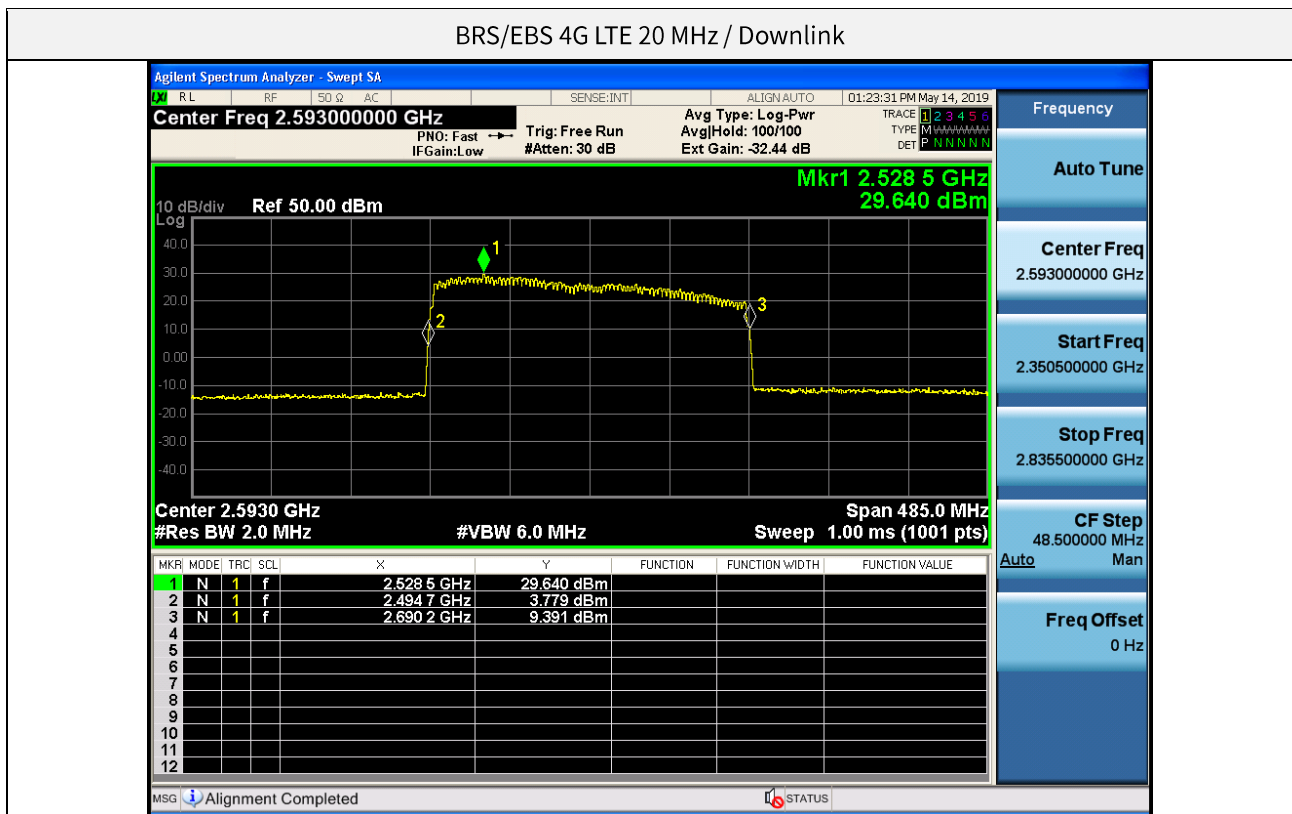 BRS/EBS 4G LTE 20 MHz / Downlink
Agilent Spectrum Analyzer - Swept SA
LXI RL RF 50 Ω AC SENSE:INT ALIGN AUTO 01:23:31 PM May 14, 2019
Center Freq 2.593000000 GHz
PNO: Fast
IFGain:Low
Trig: Free Run
#Atten: 30 dB
Avg Type: Log-Pwr
Avg|Hold: 100/100
Ext Gain: -32.44 dB
TRACE 1 2 3 4 5 6
TYPE M WWWWW
DET P N N N N N
Mkr1 2.528 5 GHz
29.640 dBm
10 dB/div Ref 50.00 dBm
Log
40.0
30.0
20.0
10.0
0.00
-10.0
-20.0
-30.0
-40.0
1
2
3
Center 2.5930 GHz Span 485.0 MHz
#Res BW 2.0 MHz #VBW 6.0 MHz Sweep 1.00 ms (1001 pts)
MKR MODE TRC SCL X Y FUNCTION FUNCTION WIDTH FUNCTION VALUE
1 N 1 f 2.528 5 GHz 29.640 dBm
2 N 1 f 2.494 7 GHz 3.779 dBm
3 N 1 f 2.690 2 GHz 9.391 dBm
4
5
6
7
8
9
10
11
12
MSG Alignment Completed STATUS
Frequency
Auto Tune
Center Freq
2.593000000 GHz
Start Freq
2.350500000 GHz
Stop Freq
2.835500000 GHz
CF Step
48.500000 MHz
Auto Man
Freq Offset
0 Hz